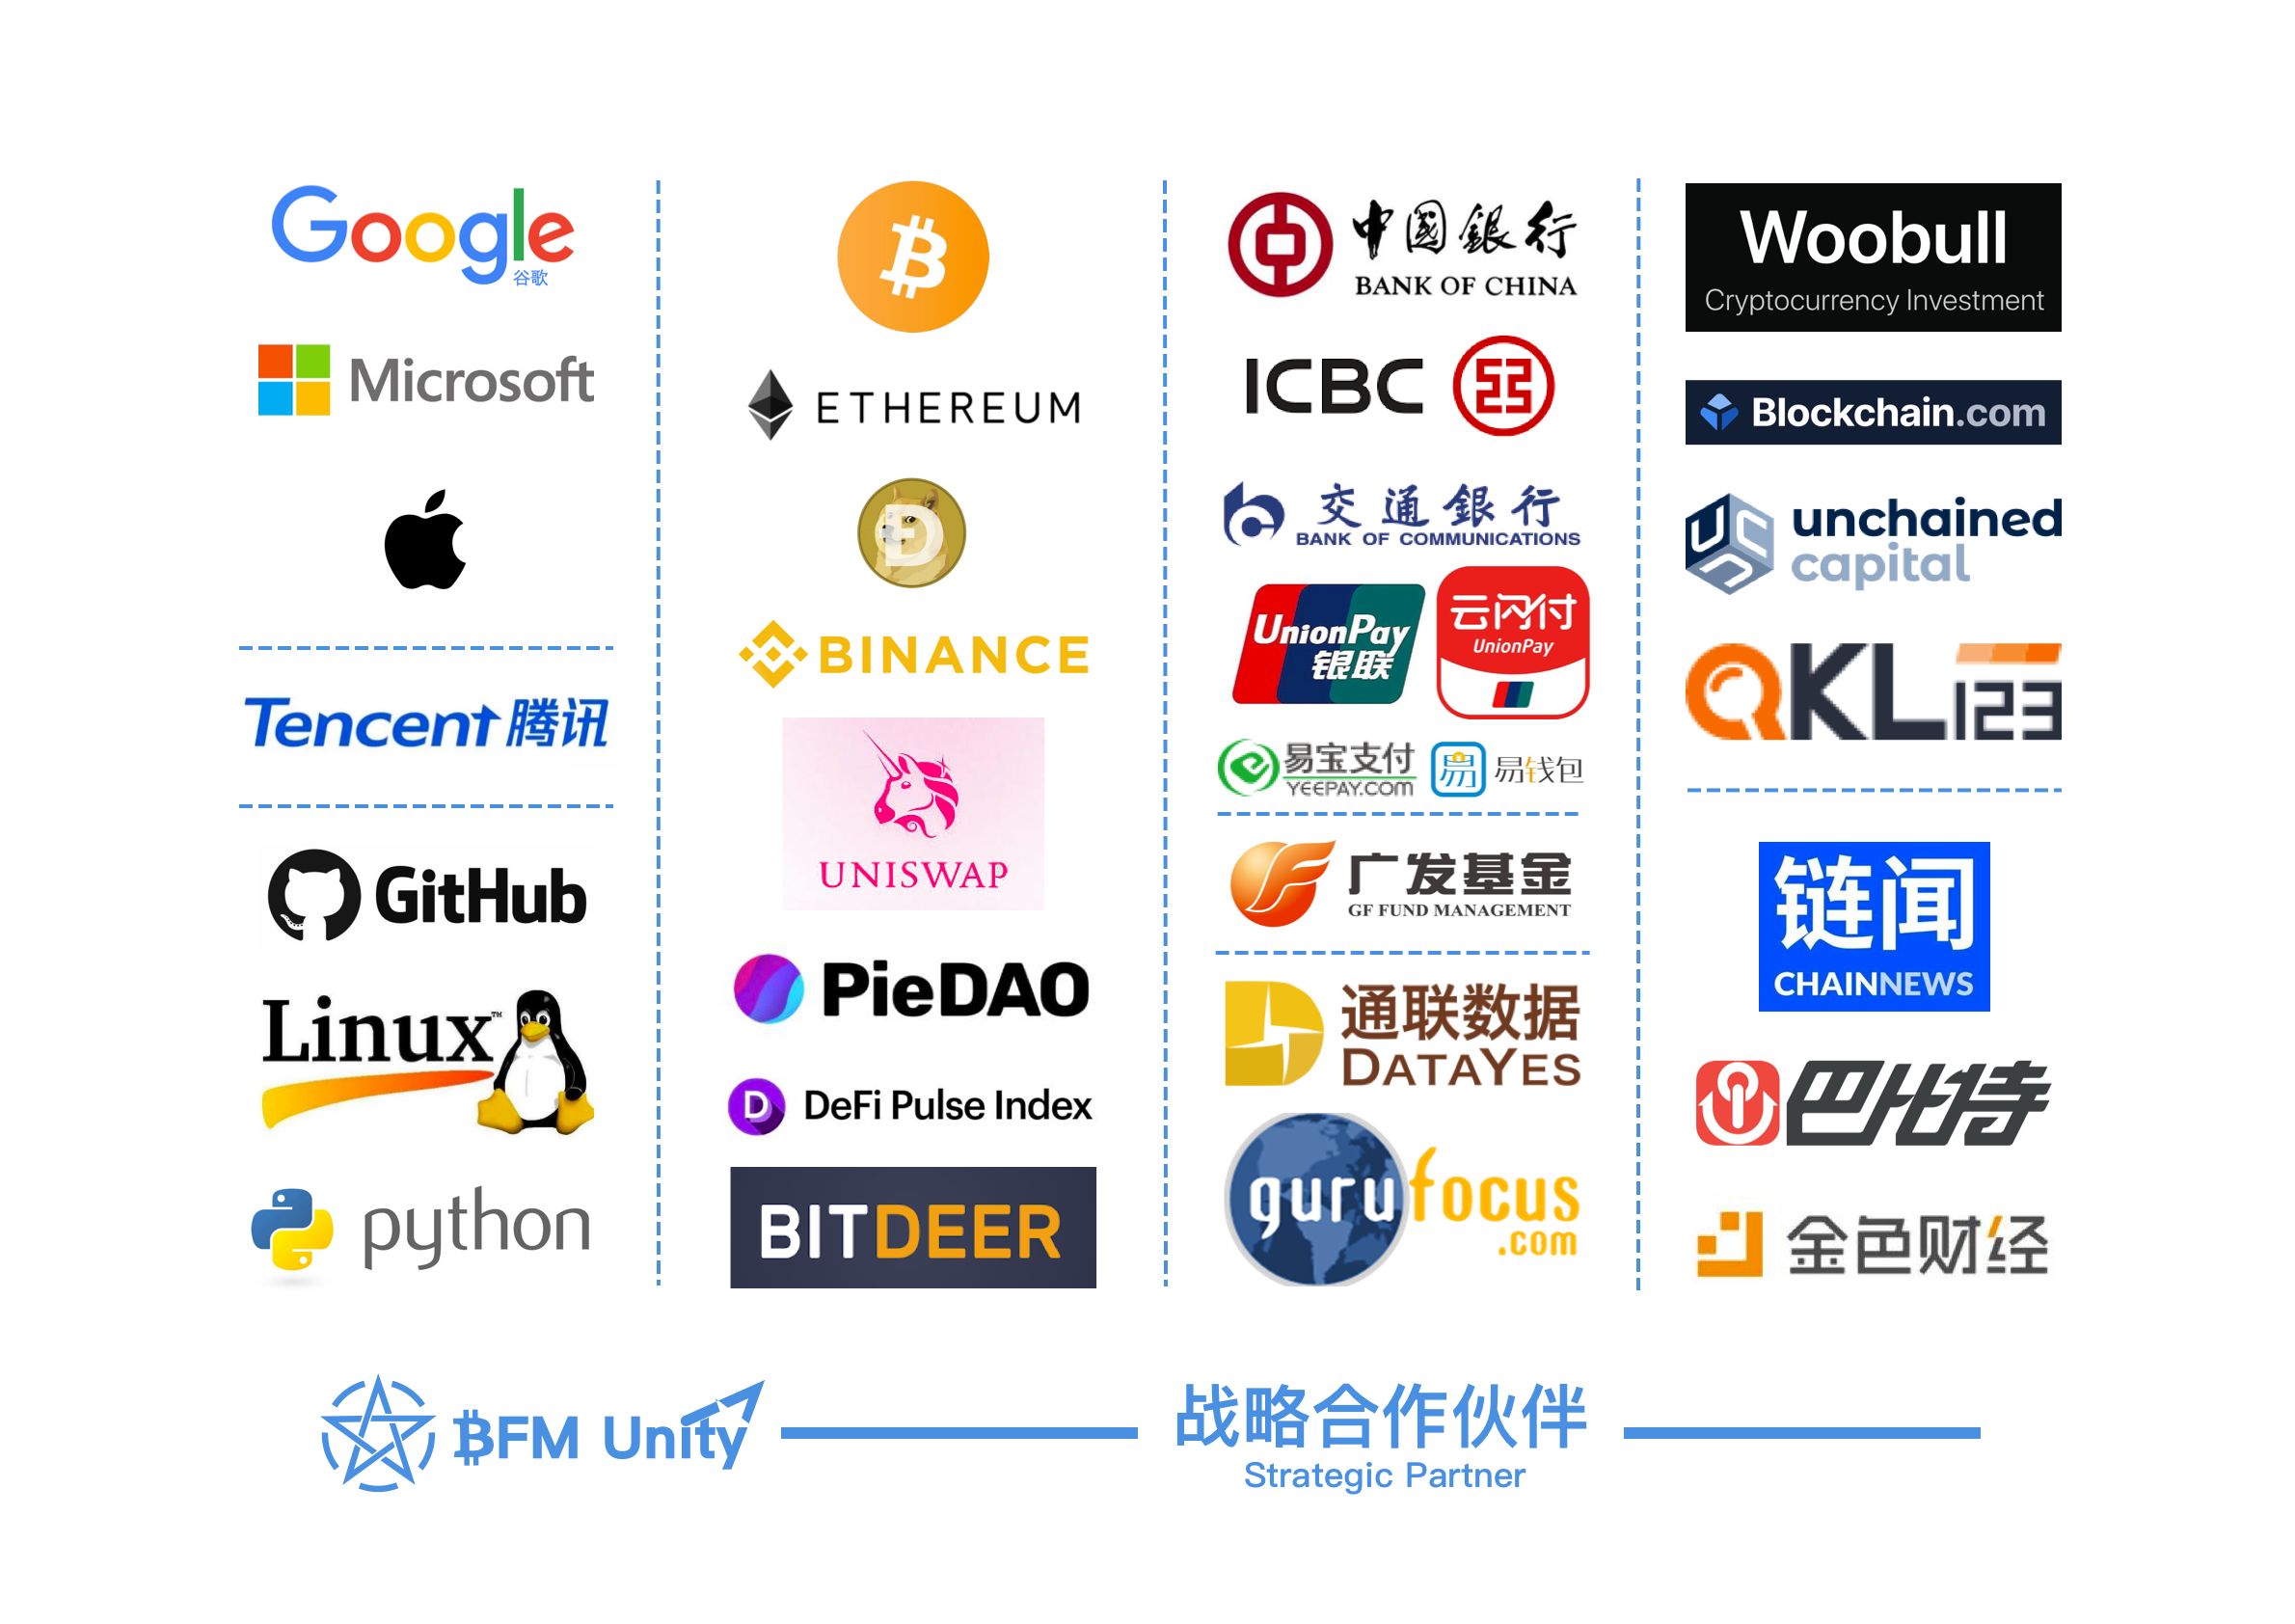 Google
谷歌
Microsoft
Tencent 腾讯
GitHub
Linux™
python
ETHEREUM
BINANCE
UNISWAP
PieDAO
DeFi Pulse Index
BITDEER
中國銀行
BANK OF CHINA
ICBC
交通銀行
BANK OF COMMUNICATIONS
UnionPay
银联
云闪付
UnionPay
易宝支付
YEEPAY.COM
易钱包
广发基金
GF FUND MANAGEMENT
通联数据
DATAYES
gurufocus
.com
Woobull
Cryptocurrency Investment
Blockchain.com
unchained
capital
QKL123
链闻
CHAINNEWS
巴比特
金色财经
BFM Unity
战略合作伙伴
Strategic Partner